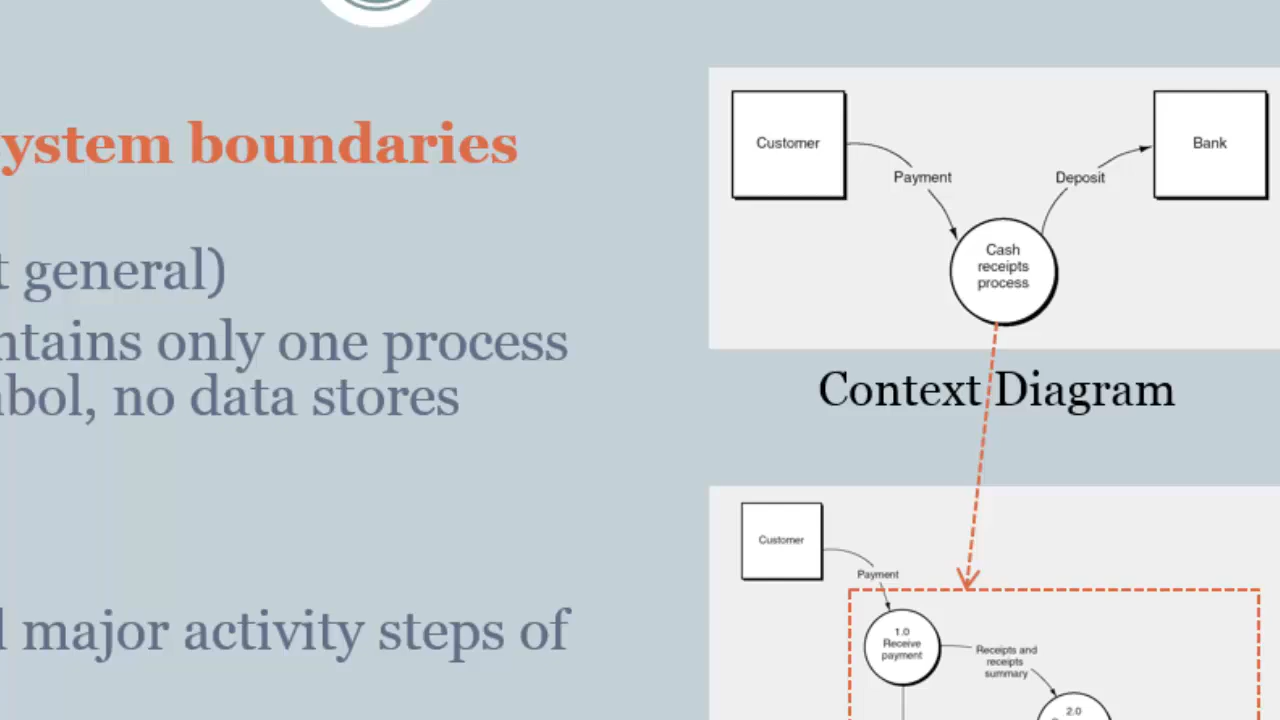 ystem boundaries
t general)
ntains only one process
bol, no data stores
major activity steps of
Customer
Payment
Deposit
Bank
Cash
receipts
process
Context Diagram
Customer
Payment
1.0
Receive
payment
Receipts and
receipts
summary
2.0